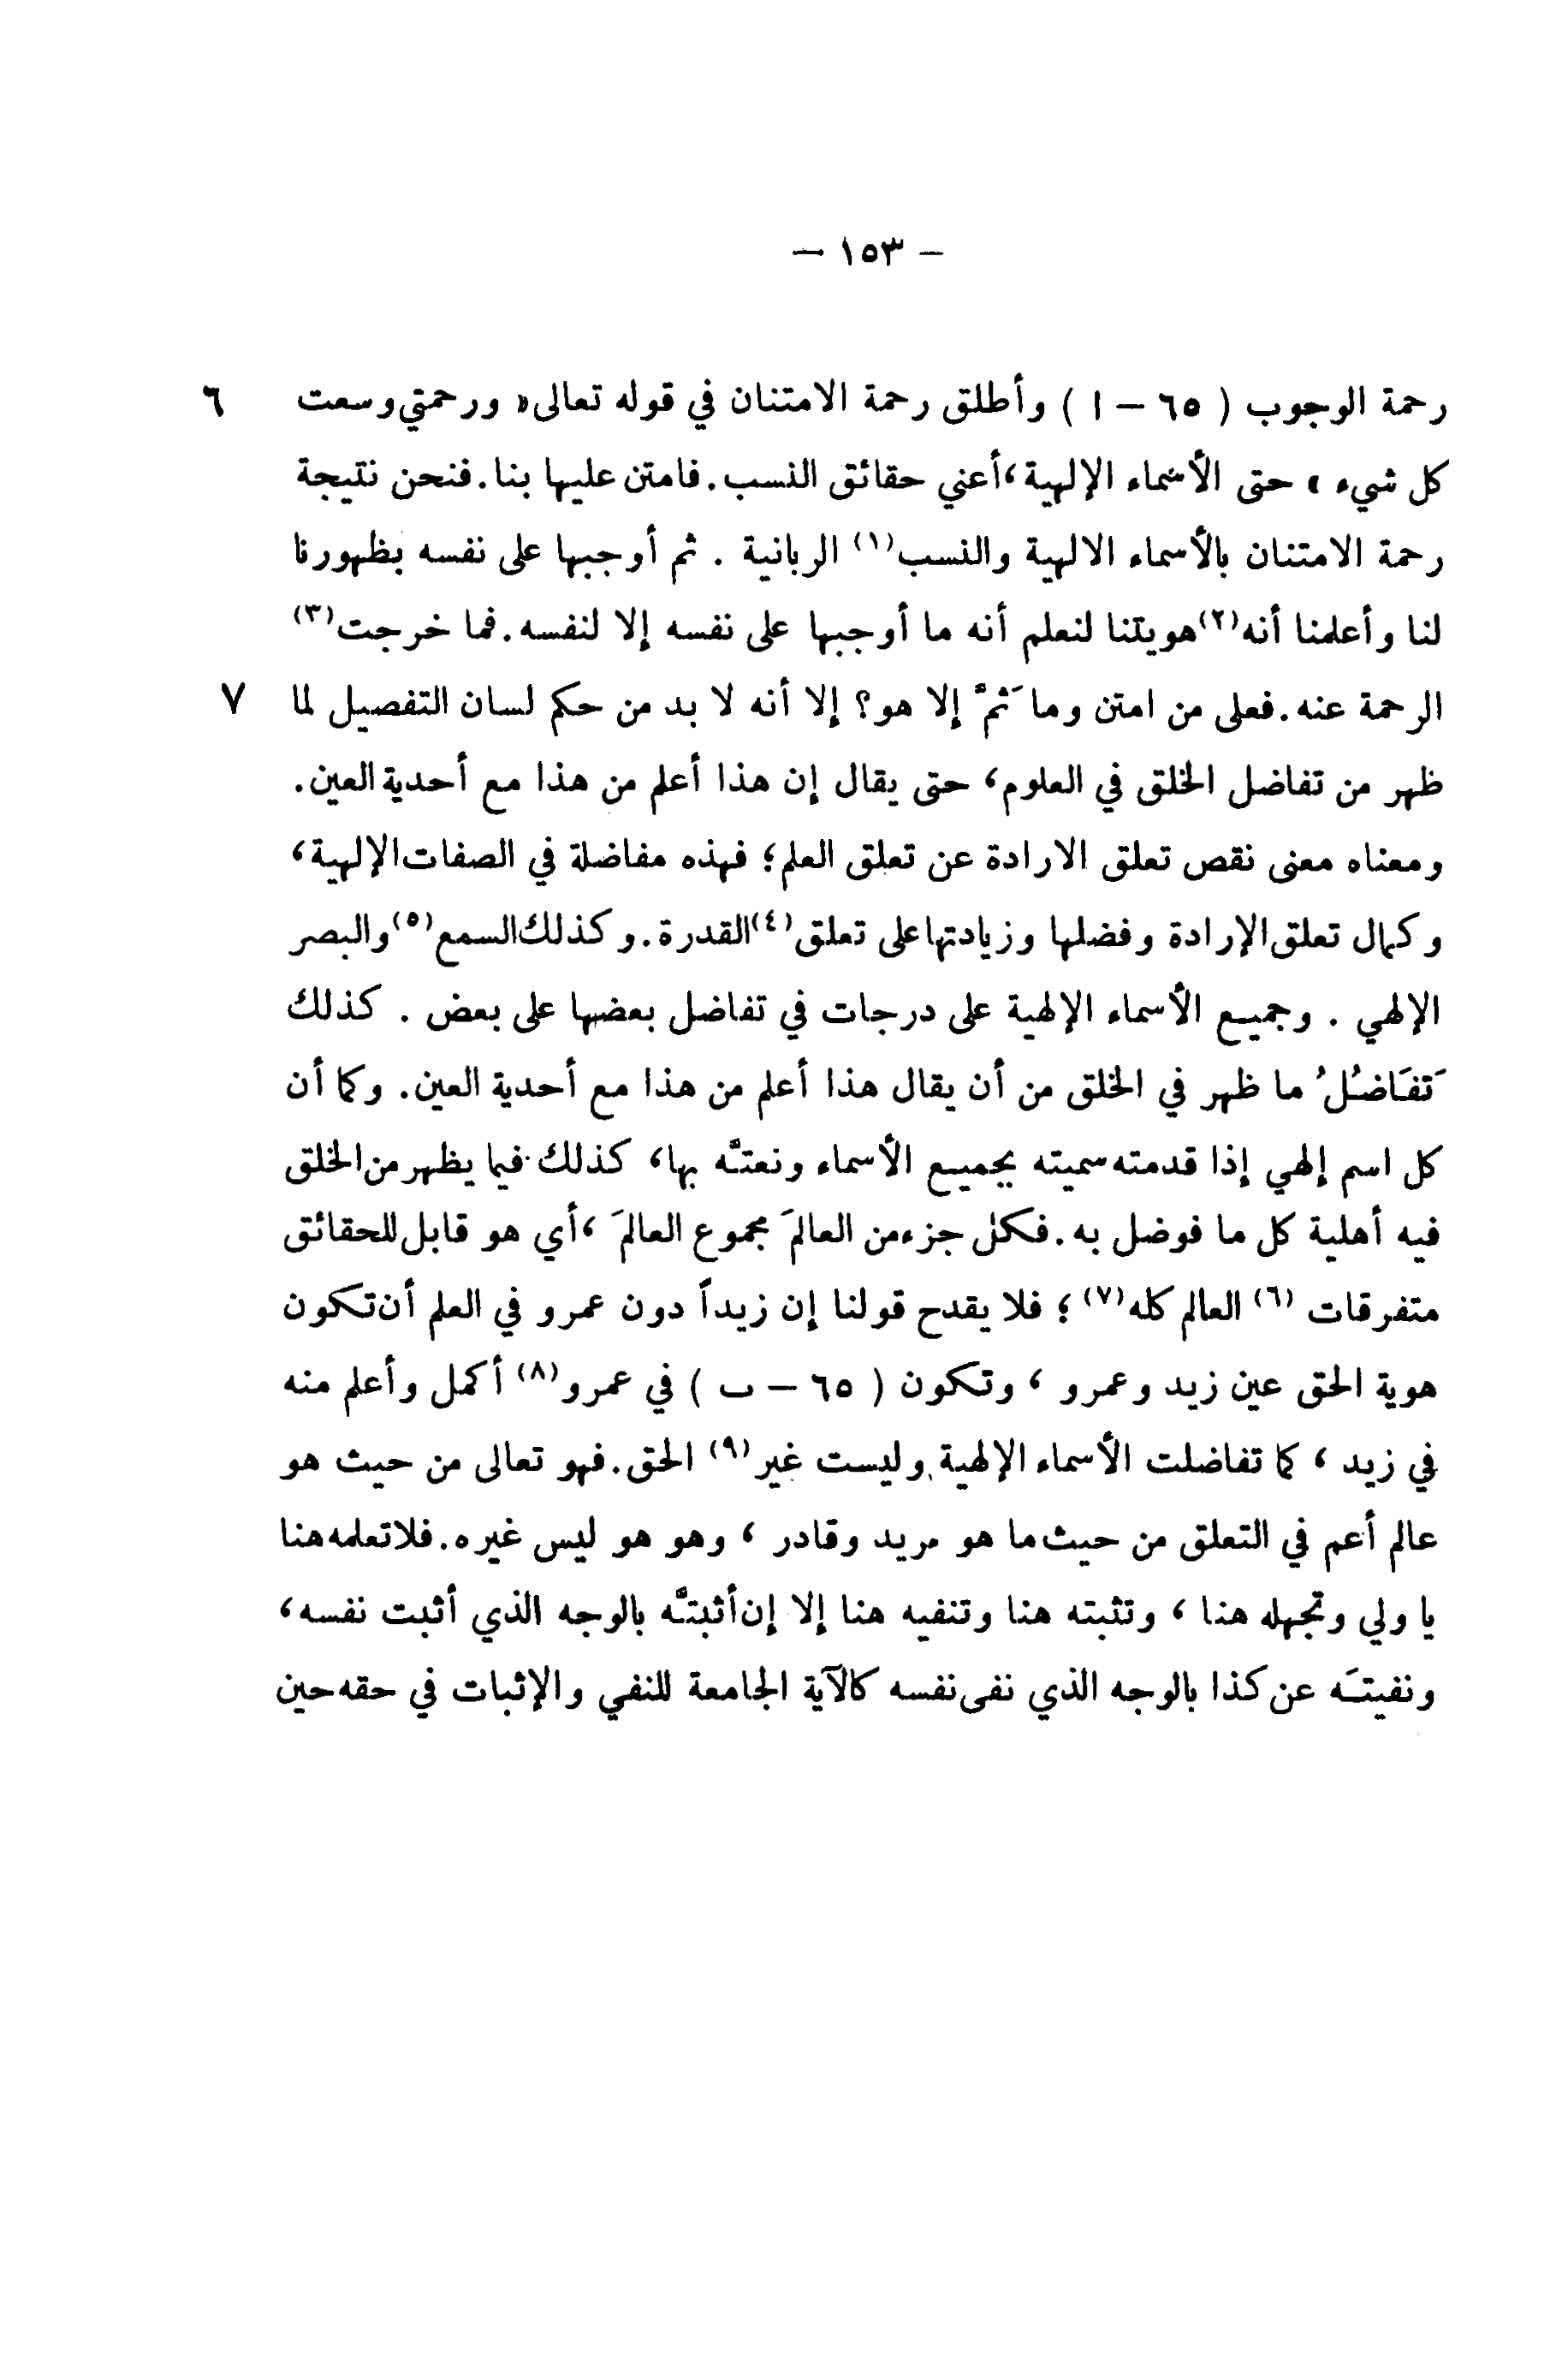 – ١٥٣ –
رحمة الوجوب ( ٦٥ – ا ) وأطلق رحمة الامتنان في قوله تعالى « ورحمتي وسعت ٦
كل شيء » حتى الأسماء الإلهية ، أعني حقائق النسب . فامتن عليها بنا . فنحن نتيجة
رحمة الامتنان بالأسماء الالهية والنسب(١) الربانية . ثم أوجبها على نفسه بظهورنا
لنا وأعلمنا أنه(٢) هويتنا لنعلم أنه ما أوجبها على نفسه إلا لنفسه . فما خرجت(٣)
الرحمة عنه . فعلى من امتن وما ثَمَّ إلا هو؟ إلا أنه لا بد من حكم لسان التفصيل لما ٧
ظهر من تفاضل الخلق في العلوم ، حتى يقال إن هذا أعلم من هذا مع أحدية العين .
ومعناه معنى نقص تعلق الارادة عن تعلق العلم ؛ فهذه مفاضلة في الصفات الإلهية ،
وكمال تعلق الإرادة وفضلها وزيادتها على تعلق(٤) القدرة . وكذلك السمع(٥) والبصر
الإلهي . وجميع الأسماء الإلهية على درجات في تفاضل بعضها على بعض . كذلك
تَفَاضُلُ ما ظهر في الخلق من أن يقال هذا أعلم من هذا مع أحدية العين . وكما أن
كل اسم إلهي إذا قدمته سميته بجميع الأسماء ونعتَّه بها ، كذلك فيما يظهر من الخلق
فيه أهلية كل ما فوضل به . فكل جزء من العالَم مجموع العالَم ، أي هو قابل للحقائق
متفرقات (٦) العالم كله(٧) ؛ فلا يقدح قولنا إن زيداً دون عمرو في العلم أن تكون
هوية الحق عين زيد وعمرو ، وتكون ( ٦٥ – ب ) في عمرو(٨) أكمل وأعلم منه
في زيد ، كما تفاضلت الأسماء الإلهية وليست غير(٩) الحق . فهو تعالى من حيث هو
عالم أعم في التعلق من حيث ما هو مريد وقادر ، وهو هو ليس غيره . فلا تعلمه هنا
يا ولي وتجهله هنا ، وتثبته هنا وتنفيه هنا إلا إن أثبتَّه بالوجه الذي أثبت نفسه ،
ونفيتَه عن كذا بالوجه الذي نفى نفسه كالآية الجامعة للنفي والإثبات في حقه حين